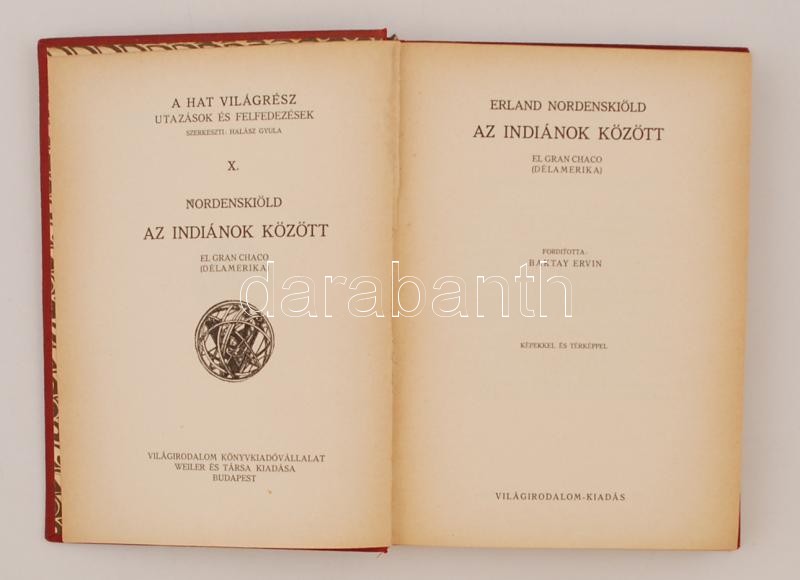 A HAT VILÁGRÉSZ
UTAZÁSOK ÉS FELFEDEZÉSEK
SZERKESZTI: HALÁSZ GYULA
X.
NORDENSKIÖLD
AZ INDIÁNOK KÖZÖTT
EL GRAN CHACO
(DÉLAMERIKA)
VILÁGIRODALOM KÖNYVKIADÓVÁLLALAT
WEILER ÉS TÁRSA KIADÁSA
BUDAPEST
ERLAND NORDENSKIÖLD
AZ INDIÁNOK KÖZÖTT
EL GRAN CHACO
(DÉLAMERIKA)
FORDÍTOTTA:
BAKTAY ERVIN
KÉPEKKEL ÉS TÉRKÉPPEL
VILÁGIRODALOM-KIADÁS
darabanth